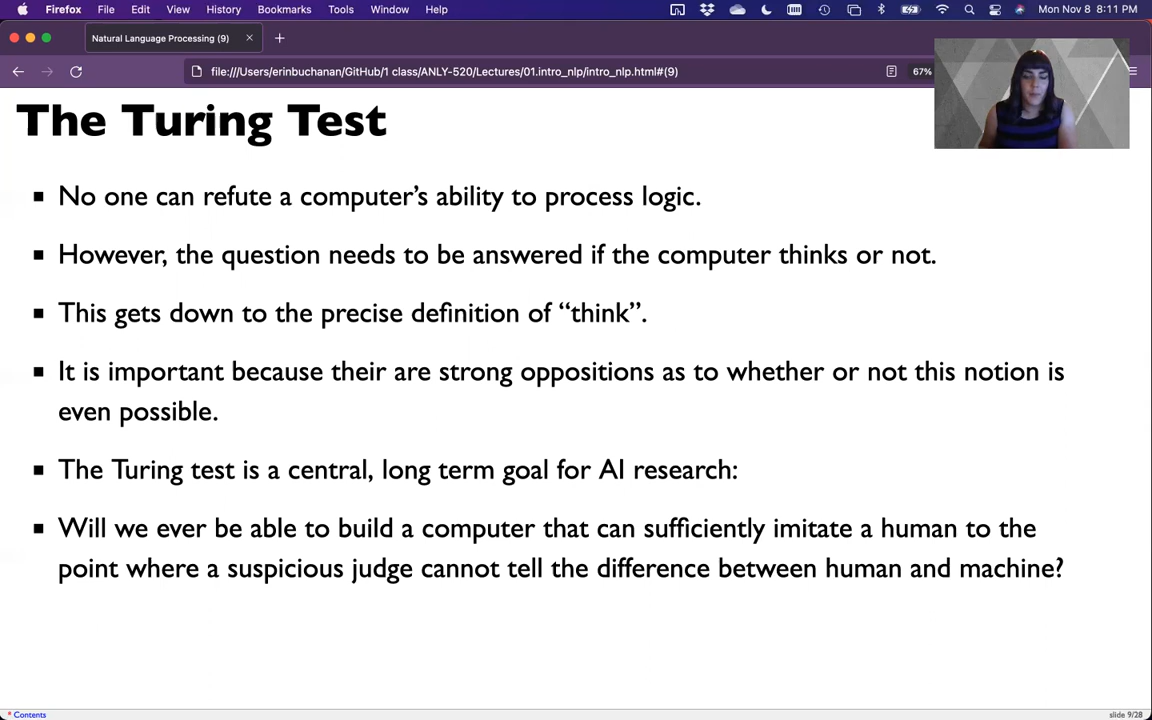 Firefox File Edit View History Bookmarks Tools Window Help Mon Nov 8 8:11 PM
Natural Language Processing (9)
file:///Users/erinbuchanan/GitHub/1 class/ANLY-520/Lectures/01.intro_nlp/intro_nlp.html#(9) 67%
The Turing Test
No one can refute a computer’s ability to process logic.
However, the question needs to be answered if the computer thinks or not.
This gets down to the precise definition of “think”.
It is important because their are strong oppositions as to whether or not this notion is
even possible.
The Turing test is a central, long term goal for AI research:
Will we ever be able to build a computer that can sufficiently imitate a human to the
point where a suspicious judge cannot tell the difference between human and machine?
* Contents slide 9/28